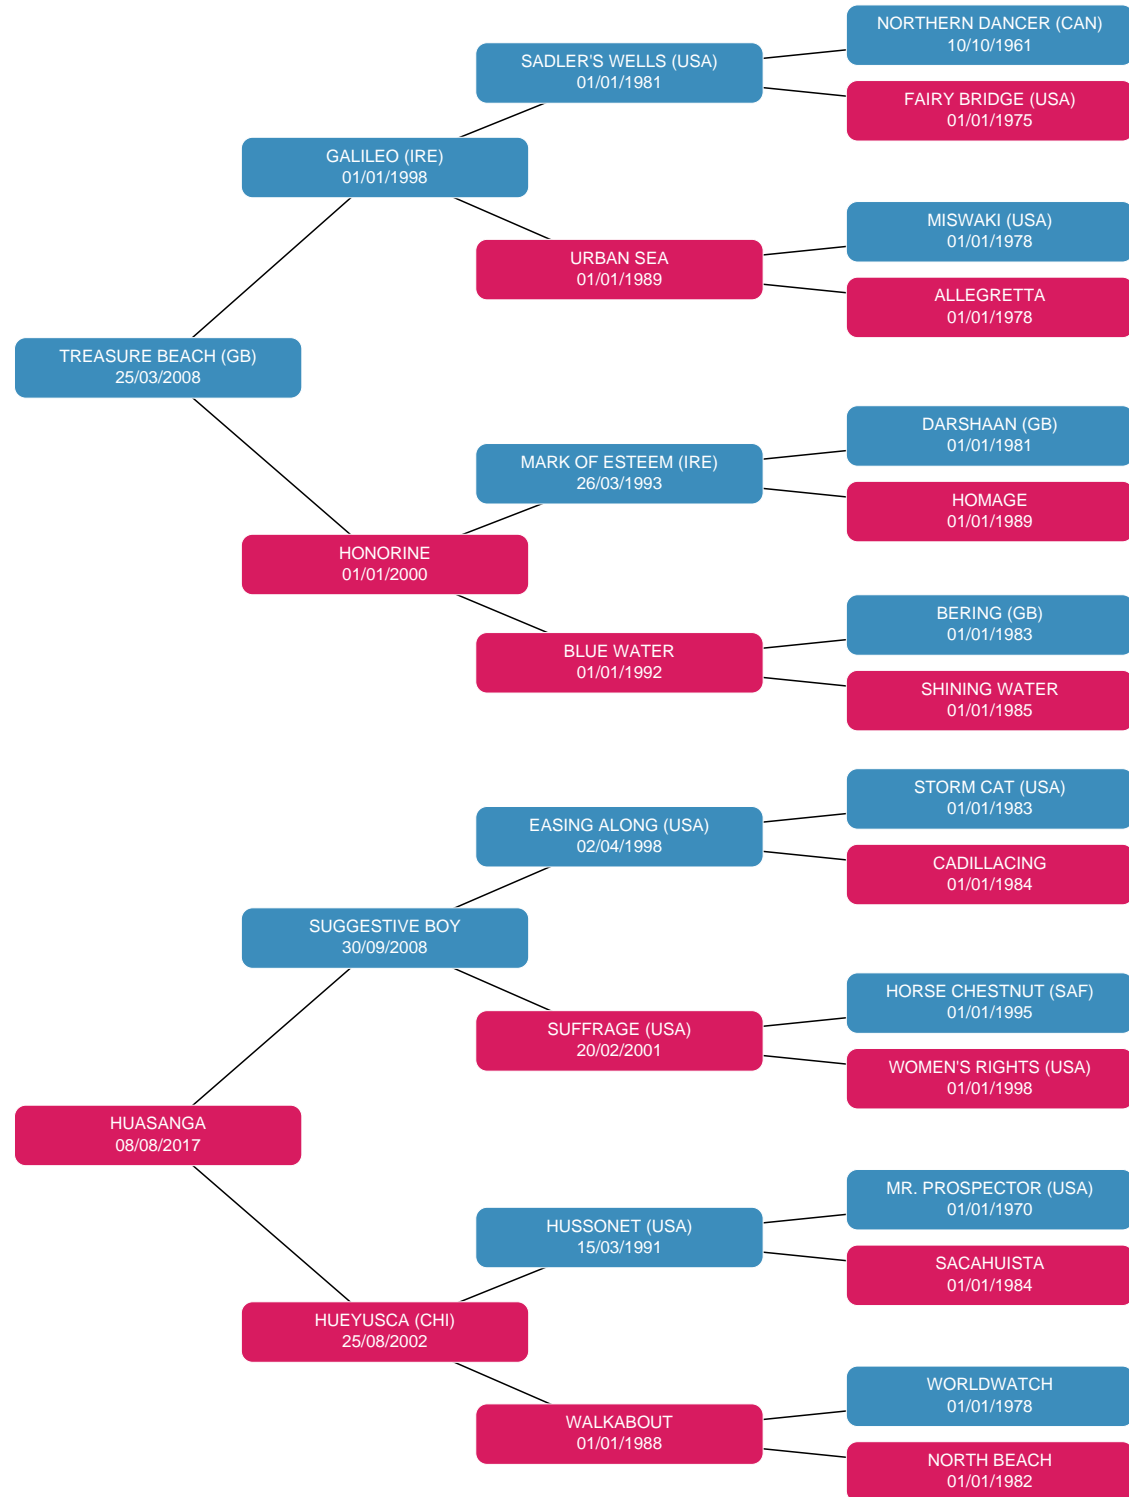 NORTHERN DANCER (CAN)
10/10/1961
SADLER'S WELLS (USA)
01/01/1981
FAIRY BRIDGE (USA)
01/01/1975
GALILEO (IRE)
01/01/1998
MISWAKI (USA)
01/01/1978
URBAN SEA
01/01/1989
ALLEGRETTA
01/01/1978
TREASURE BEACH (GB)
25/03/2008
DARSHAAN (GB)
01/01/1981
MARK OF ESTEEM (IRE)
26/03/1993
HOMAGE
01/01/1989
HONORINE
01/01/2000
BERING (GB)
01/01/1983
BLUE WATER
01/01/1992
SHINING WATER
01/01/1985
STORM CAT (USA)
01/01/1983
EASING ALONG (USA)
02/04/1998
CADILLACING
01/01/1984
SUGGESTIVE BOY
30/09/2008
HORSE CHESTNUT (SAF)
01/01/1995
SUFFRAGE (USA)
20/02/2001
WOMEN'S RIGHTS (USA)
01/01/1998
HUASANGA
08/08/2017
MR. PROSPECTOR (USA)
01/01/1970
HUSSONET (USA)
15/03/1991
SACAHUISTA
01/01/1984
HUEYUSCA (CHI)
25/08/2002
WORLDWATCH
01/01/1978
WALKABOUT
01/01/1988
NORTH BEACH
01/01/1982